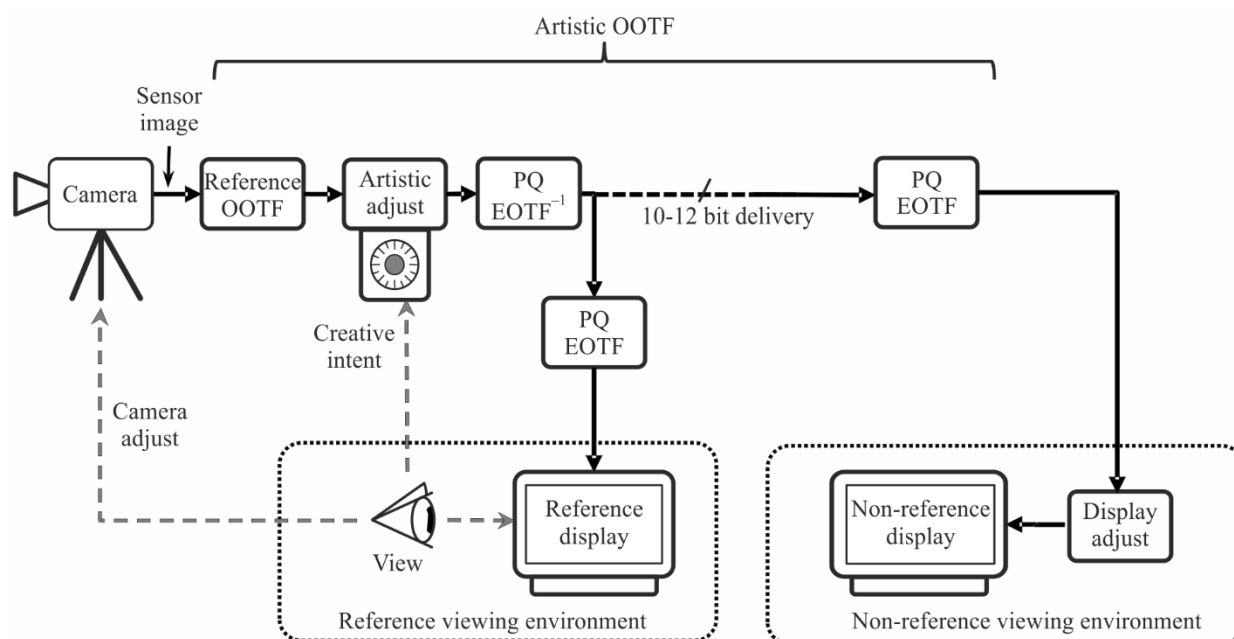 Artistic OOTF
Sensor
image
Camera
Reference
OOTF
Artistic
adjust
PQ
EOTF⁻¹
10-12 bit delivery
PQ
EOTF
PQ
EOTF
Creative
intent
Camera
adjust
View
Reference
display
Reference viewing environment
Non-reference
display
Display
adjust
Non-reference viewing environment